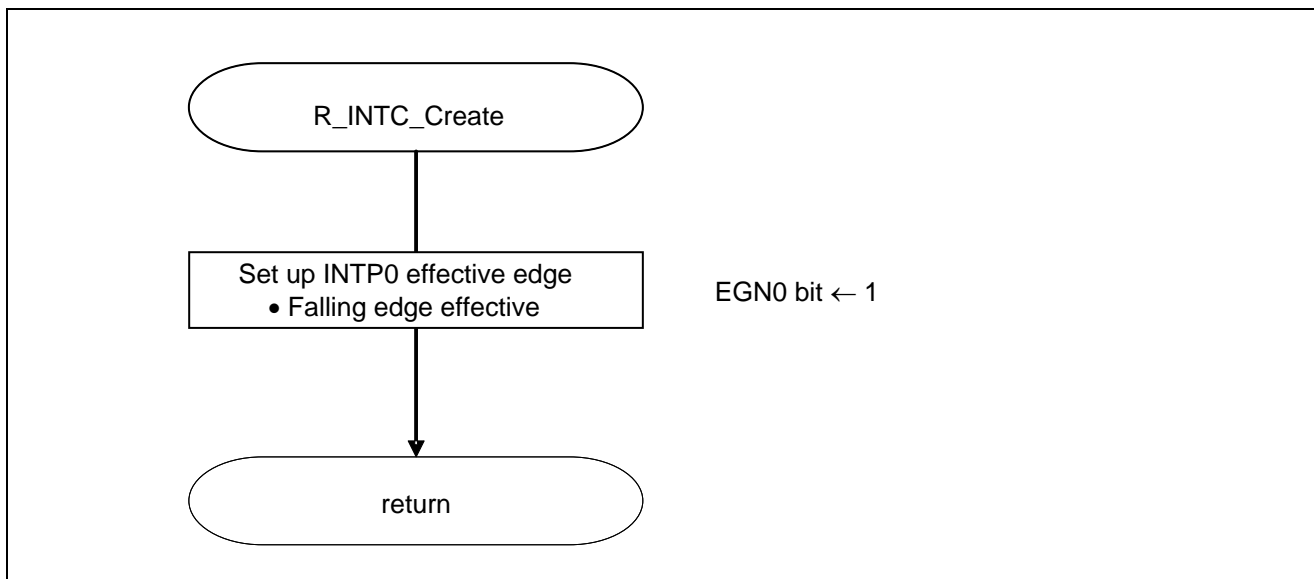 R_INTC_Create
Set up INTP0 effective edge
• Falling edge effective
EGN0 bit ← 1
return